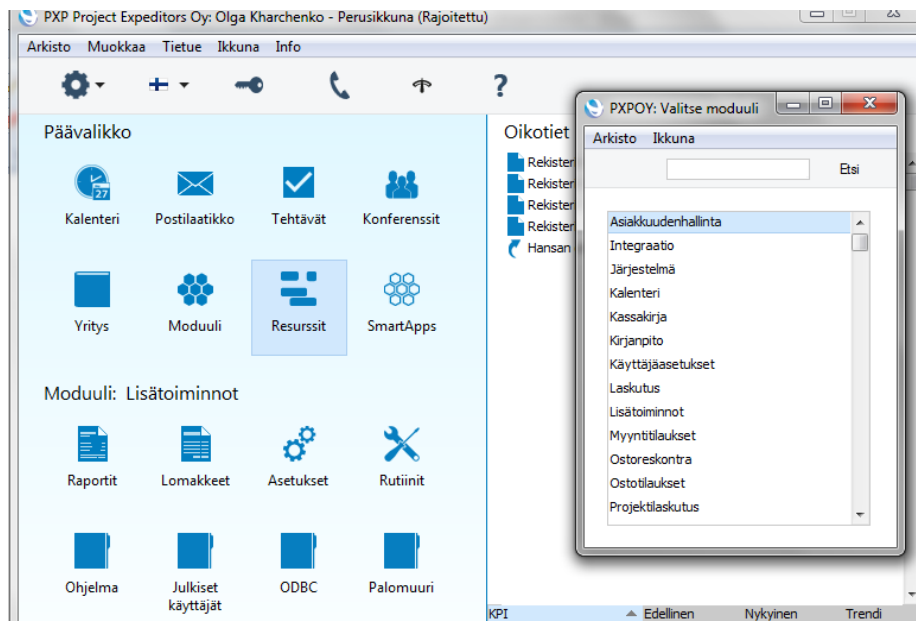 PXP Project Expeditors Oy: Olga Kharchenko - Perusikkuna (Rajoitettu)
Arkisto Muokkaa Tietue Ikkuna Info
?
Päävalikko
Kalenteri Postilaatikko Tehtävät Konferenssit
27
Yritys Moduuli Resurssit SmartApps
Moduuli: Lisätoiminnot
Raportit Lomakkeet Asetukset Rutiinit
Ohjelma Julkiset käyttäjät ODBC Palomuuri
Oikotiet
Rekister
Rekister
Rekister
Rekister
Hansan
KPI Edellinen Nykyinen Trendi
PXPOY: Valitse moduuli
Arkisto Ikkuna
Etsi
Asiakkuudenhallinta
Integraatio
Järjestelmä
Kalenteri
Kassakirja
Kirjanpito
Käyttäjäasetukset
Laskutus
Lisätoiminnot
Myyntitilaukset
Ostoreskontra
Ostotilaukset
Projektilaskutus